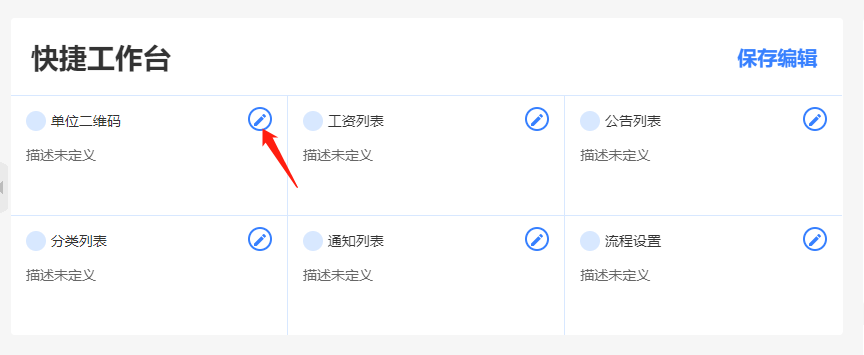 快捷工作台
保存编辑
单位二维码
工资列表
公告列表
描述未定义
描述未定义
描述未定义
分类列表
通知列表
流程设置
描述未定义
描述未定义
描述未定义